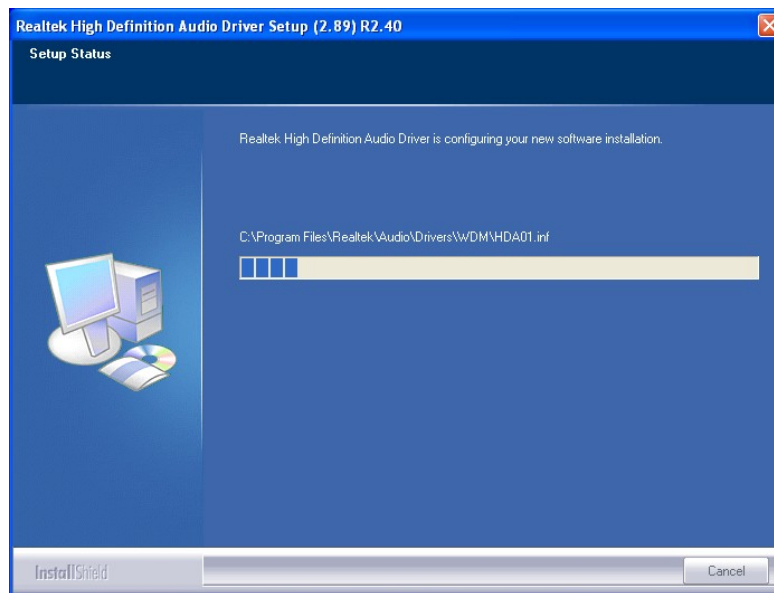 Realtek High Definition Audio Driver Setup (2.89) R2.40
Setup Status
Realtek High Definition Audio Driver is configuring your new software installation.
C:\Program Files\Realtek\Audio\Drivers\WDM\HDA01.inf
InstallShield
Cancel